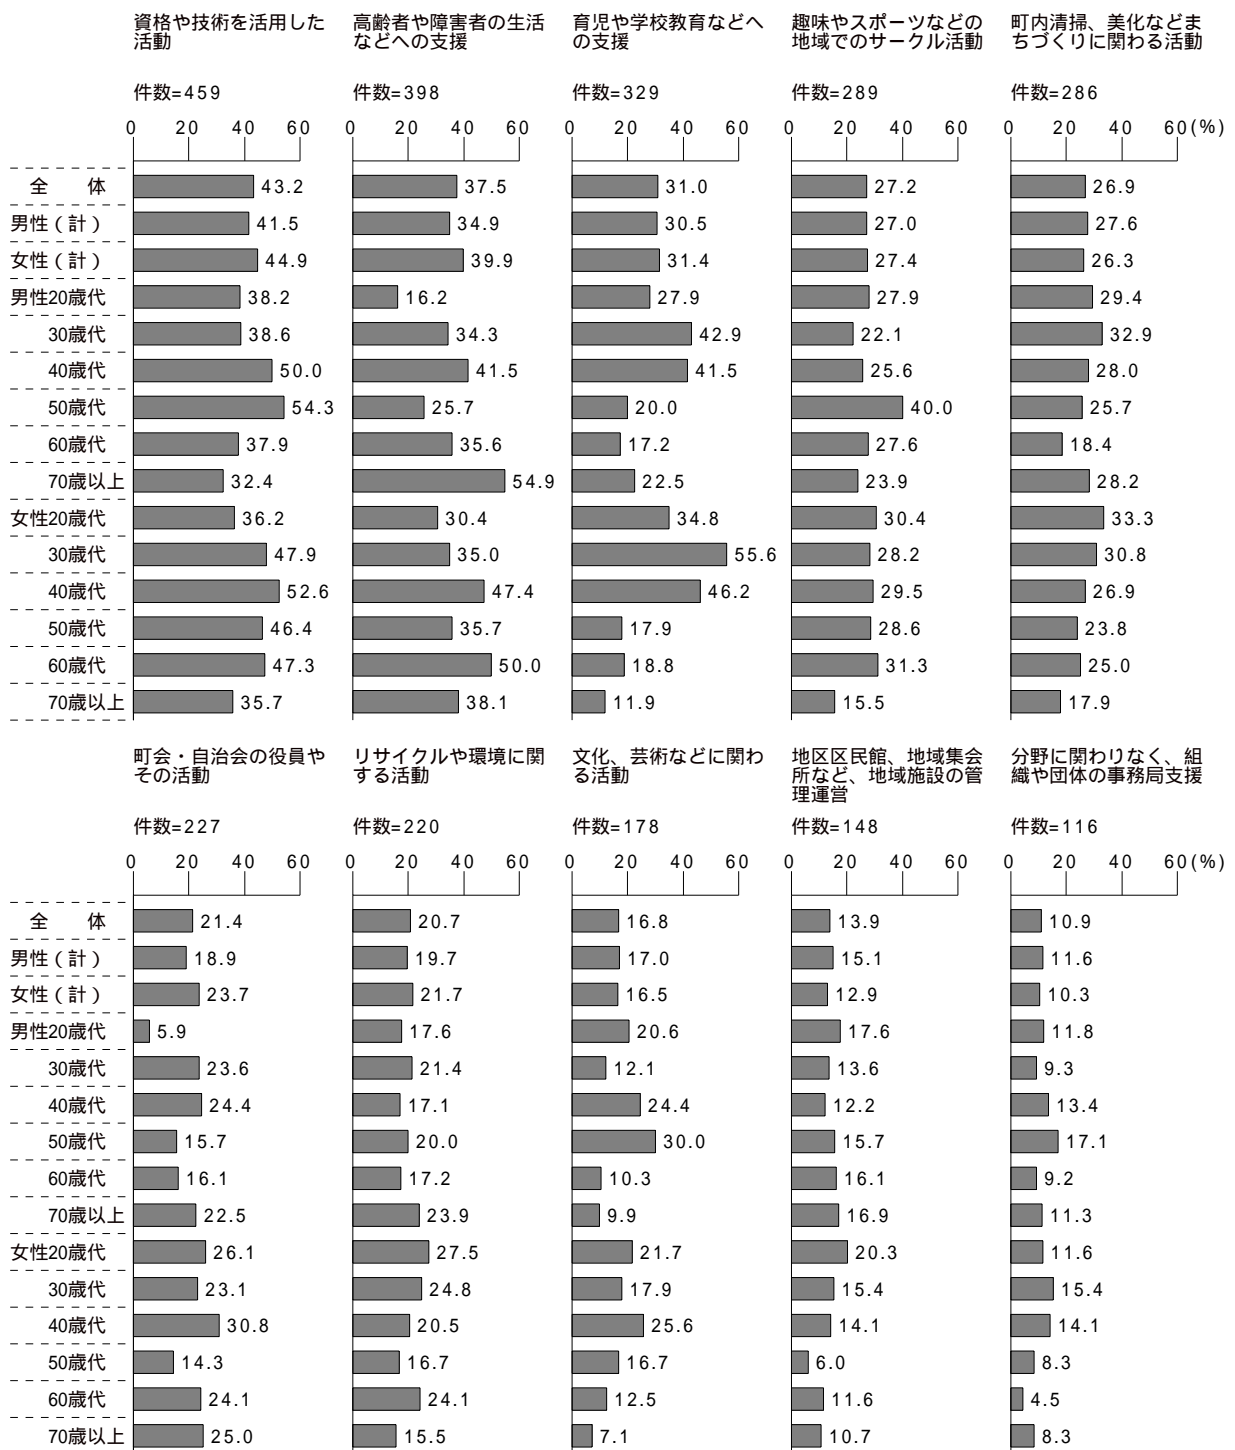 資格や技術を活用した 高齢者や障害者の生活 育児や学校教育などへ 趣味やスポーツなどの 町内清掃、美化などま
活動 などへの支援 の支援 地域でのサークル活動 ちづくりに関わる活動
件数=459 件数=398 件数=329 件数=289 件数=286
0 20 40 60 0 20 40 60 0 20 40 60 0 20 40 60 0 20 40 60(%)
全 体 43.2 37.5 31.0 27.2 26.9
男性(計) 41.5 34.9 30.5 27.0 27.6
女性(計) 44.9 39.9 31.4 27.4 26.3
男性20歳代 38.2 16.2 27.9 27.9 29.4
30歳代 38.6 34.3 42.9 22.1 32.9
40歳代 50.0 41.5 41.5 25.6 28.0
50歳代 54.3 25.7 20.0 40.0 25.7
60歳代 37.9 35.6 17.2 27.6 18.4
70歳以上 32.4 54.9 22.5 23.9 28.2
女性20歳代 36.2 30.4 34.8 30.4 33.3
30歳代 47.9 35.0 55.6 28.2 30.8
40歳代 52.6 47.4 46.2 29.5 26.9
50歳代 46.4 35.7 17.9 28.6 23.8
60歳代 47.3 50.0 18.8 31.3 25.0
70歳以上 35.7 38.1 11.9 15.5 17.9
町会・自治会の役員や リサイクルや環境に関 文化、芸術などに関わ 地区区民館、地域集会 分野に関わりなく、組
その活動 する活動 る活動 所など、地域施設の管 織や団体の事務局支援
理運営
件数=227 件数=220 件数=178 件数=148 件数=116
0 20 40 60 0 20 40 60 0 20 40 60 0 20 40 60 0 20 40 60(%)
全 体 21.4 20.7 16.8 13.9 10.9
男性(計) 18.9 19.7 17.0 15.1 11.6
女性(計) 23.7 21.7 16.5 12.9 10.3
男性20歳代 5.9 17.6 20.6 17.6 11.8
30歳代 23.6 21.4 12.1 13.6 9.3
40歳代 24.4 17.1 24.4 12.2 13.4
50歳代 15.7 20.0 30.0 15.7 17.1
60歳代 16.1 17.2 10.3 16.1 9.2
70歳以上 22.5 23.9 9.9 16.9 11.3
女性20歳代 26.1 27.5 21.7 20.3 11.6
30歳代 23.1 24.8 17.9 15.4 15.4
40歳代 30.8 20.5 25.6 14.1 14.1
50歳代 14.3 16.7 16.7 6.0 8.3
60歳代 24.1 24.1 12.5 11.6 4.5
70歳以上 25.0 15.5 7.1 10.7 8.3